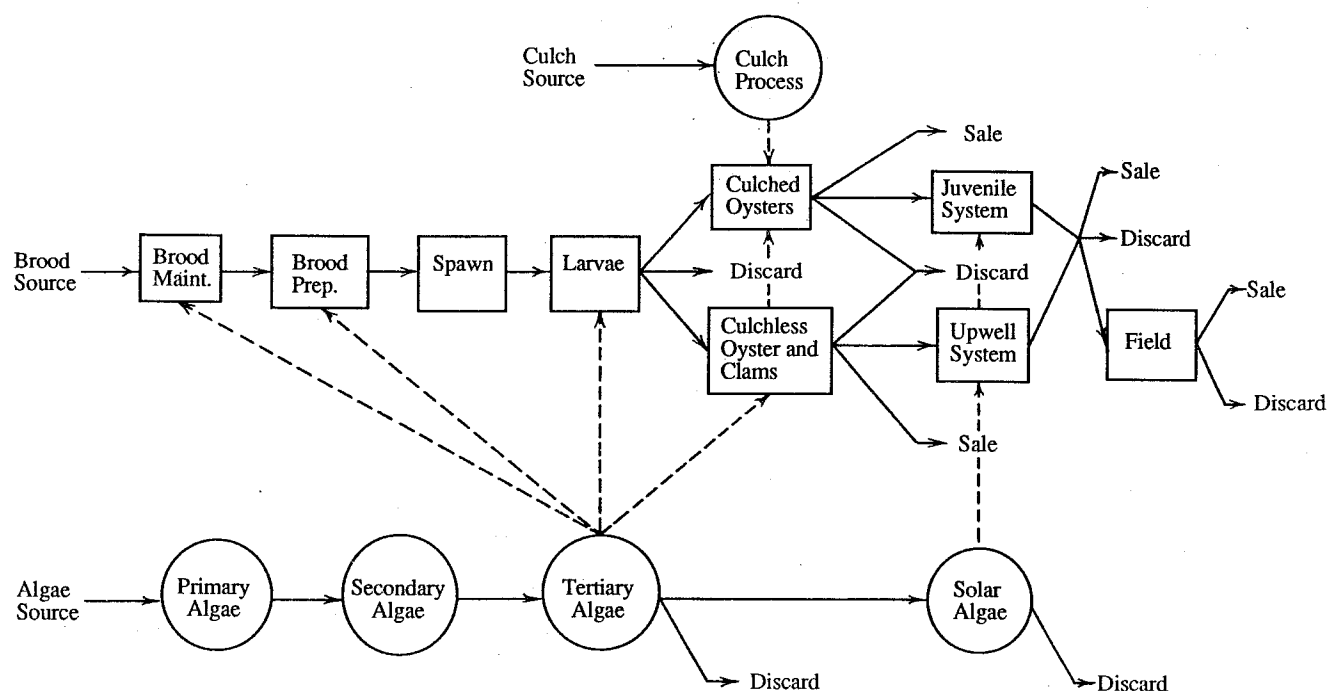 Culch
Source
Culch
Process
Sale
Culched
Oysters
Juvenile
System
Sale
Discard
Brood
Source
Brood
Maint.
Brood
Prep.
Spawn
Larvae
Discard
Discard
Culchless
Oyster and
Clams
Upwell
System
Field
Sale
Discard
Sale
Algae
Source
Primary
Algae
Secondary
Algae
Tertiary
Algae
Solar
Algae
Discard
Discard